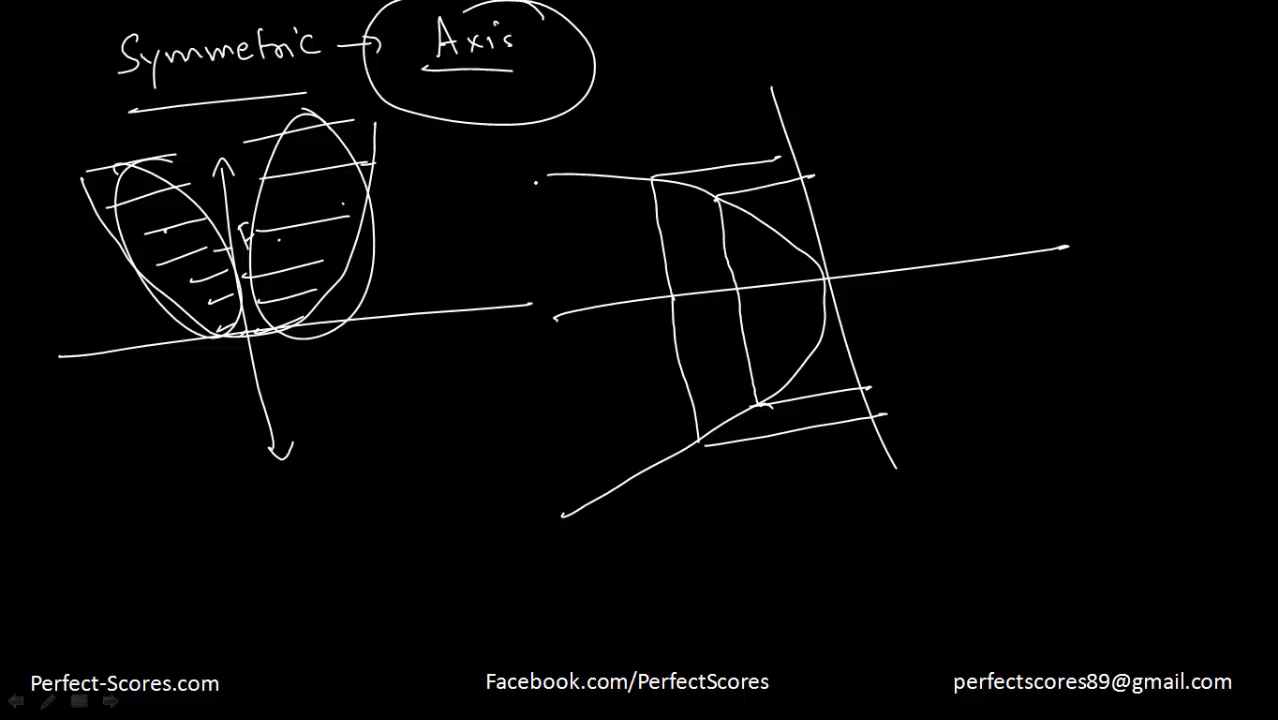 Symmetric → Axis
Perfect-Scores.com
Facebook.com/PerfectScores
perfectscores89@gmail.com